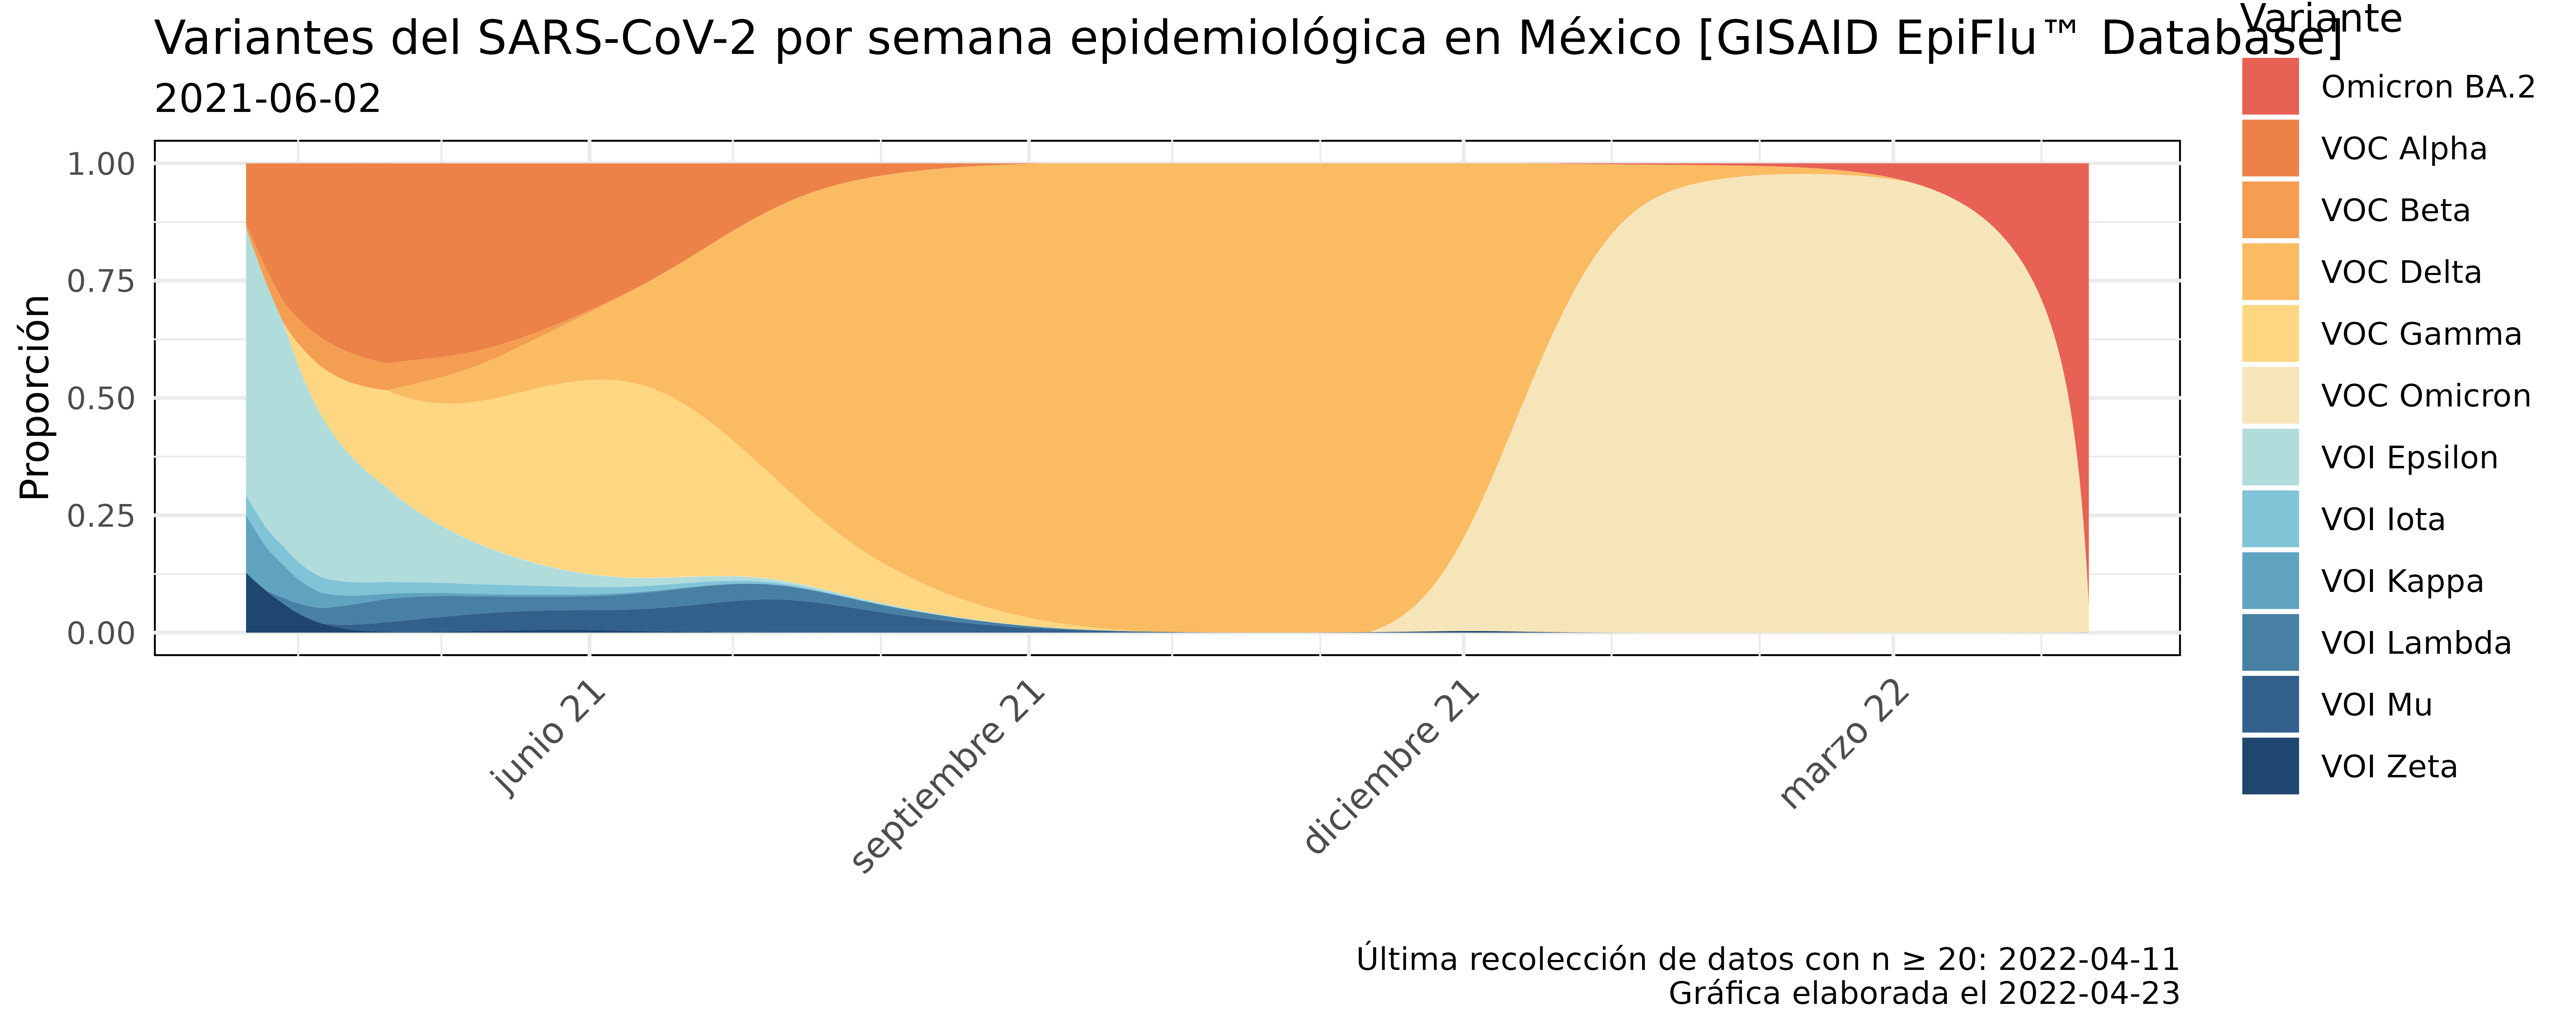 Variantes del SARS-CoV-2 por semana epidemiológica en México [GISAID EpiFlu™ Database]
2021-06-02
Variante
Omicron BA.2
VOC Alpha
VOC Beta
VOC Delta
VOC Gamma
VOC Omicron
VOI Epsilon
VOI Iota
VOI Kappa
VOI Lambda
VOI Mu
VOI Zeta
Proporción
1.00
0.75
0.50
0.25
0.00
junio 21
septiembre 21
diciembre 21
marzo 22
Última recolección de datos con n ≥ 20: 2022-04-11
Gráfica elaborada el 2022-04-23